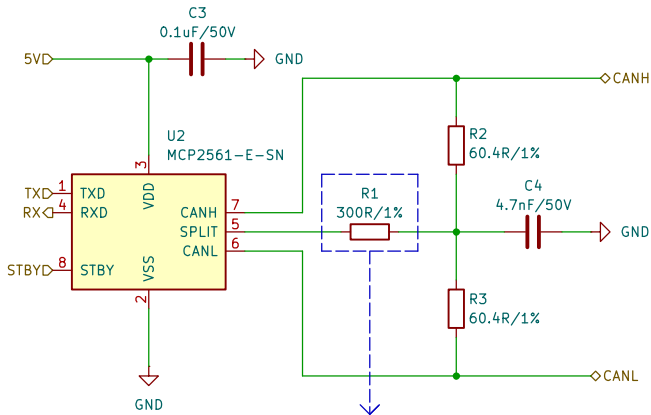 C3
0.1uF/50V
5V
GND
CANH
U2
MCP2561-E-SN
R2
60.4R/1%
3
VDD
TX
1
TXD
RX
4
RXD
CANH
7
SPLIT
5
CANL
6
STBY
8
STBY
VSS
2
R1
300R/1%
C4
4.7nF/50V
GND
R3
60.4R/1%
CANL
GND